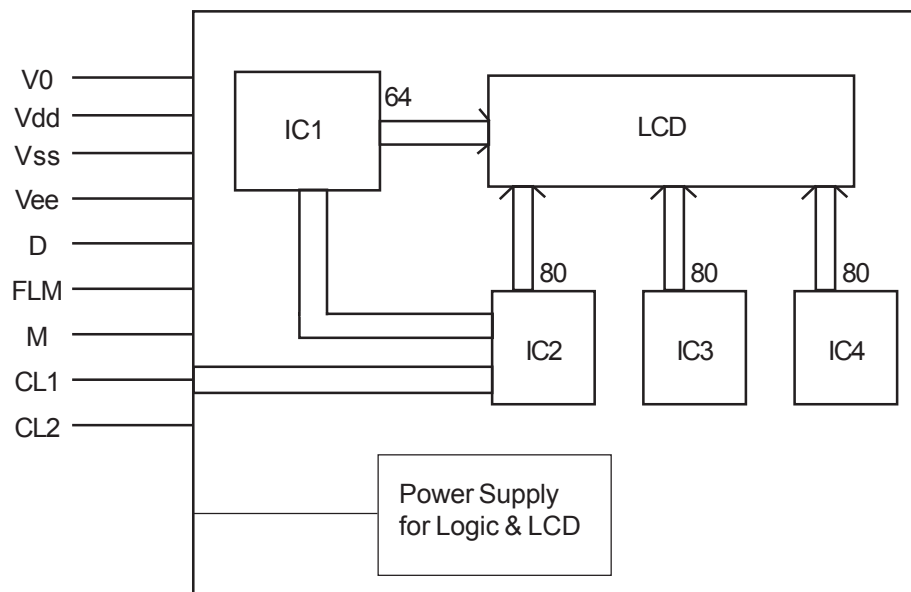 V0
Vdd
Vss
Vee
D
FLM
M
CL1
CL2
IC1
64
LCD
80
80
80
IC2
IC3
IC4
Power Supply
for Logic & LCD